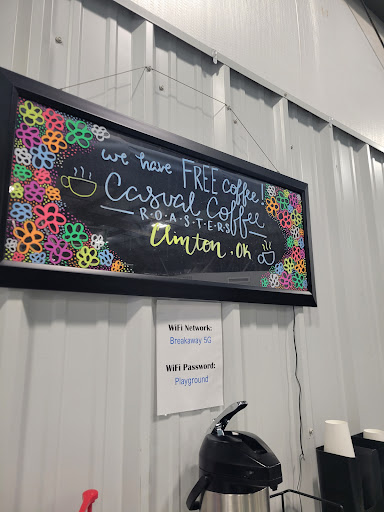 we have FREE coffee!
Casual Coffee
ROASTERS
Clinton, OK
WiFi Network:
Breakaway 5G
WiFi Password:
Playground